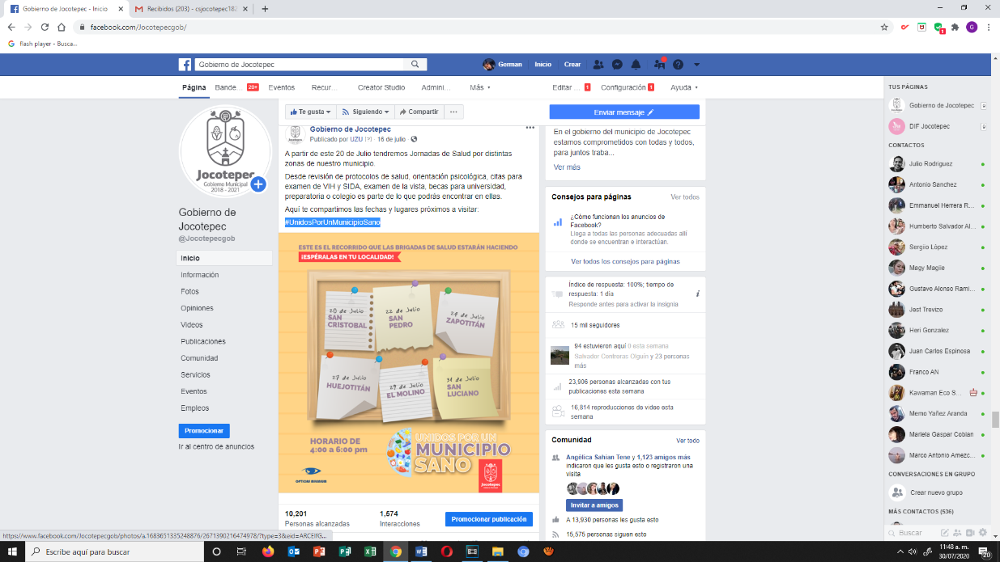 Gobierno de Jocotepec - Inicio
Recibidos (203) - csjocotepec182
facebook.com/Jocotepecgob/
flash player - Busca...
Gobierno de Jocotepec
German
Inicio
Crear
Página
Bande...
20+
Eventos
Recur...
Creator Studio
Admini...
Más
Editar ...
1
Configuración
1
Ayuda
Jocotepec
Gobierno Municipal
2018 - 2021
Gobierno de
Jocotepec
@Jocotepecgob
Inicio
Información
Fotos
Opiniones
Videos
Publicaciones
Comunidad
Servicios
Eventos
Empleos
Promocionar
Ir al centro de anuncios
Te gusta
Siguiendo
Compartir
Gobierno de Jocotepec
Publicado por UZU [?] · 16 de julio ·
A partir de este 20 de Julio tendremos Jornadas de Salud por distintas
zonas de nuestro municipio.
Desde revisión de protocolos de salud, orientación psicológica, citas para
examen de VIH y SIDA, examen de la vista, becas para universidad,
preparatoria o colegio es parte de lo que podrás encontrar en ellas.
Aquí te compartimos las fechas y lugares próximos a visitar:
#UnidosPorUnMunicipioSano
ESTE ES EL RECORRIDO QUE LAS BRIGADAS DE SALUD ESTARÁN HACIENDO
¡ESPÉRALAS EN TU LOCALIDAD!
20 de Julio
SAN
CRISTOBAL
22 de Julio
SAN
PEDRO
24 de Julio
ZAPOTITÁN
27 de Julio
HUEJOTITÁN
29 de Julio
EL MOLINO
31 de Julio
SAN
LUCIANO
HORARIO DE
4:00 a 6:00 pm
UNIDOS POR UN
MUNICIPIO
SANO
Jocotepec
10,201
Personas alcanzadas
1,574
Interacciones
Promocionar publicación
Enviar mensaje
En el gobierno del municipio de Jocotepec
estamos comprometidos con todas y todos,
para juntos traba...
Ver más
Consejos para páginas
Ver todos
¿Cómo funcionan los anuncios de
Facebook?
Llega a todas las personas adecuadas allí
donde se encuentran e interactúan.
Ver todos los consejos para páginas
Índice de respuesta: 100%; tiempo de
respuesta: 1 día
Responde antes para activar la insignia
15 mil seguidores
94 estuvieron aquí 0 esta semana
Salvador Contreras Olguín y 23 personas
más
23,906 personas alcanzadas con tus
publicaciones esta semana
16,814 reproducciones de video esta
semana
Comunidad
Ver todo
Angélica Sahian Tene y 1,123 amigos más
indicaron que les gusta esto o registraron una
visita
Invitar a amigos
A 13,930 personas les gusta esto
15,575 personas siguen esto
TUS PÁGINAS
Gobierno de Jocotepec
DIF Jocotepec
CONTACTOS
Julio Rodriguez
Antonio Sanchez
Emmanuel Herrera R...
Humberto Salvador Al...
Sergiio López
Magy Magile
Gustavo Alonso Rami...
Jest Trevizo
Heri Gonzalez
Juan Carlos Espinosa
Franco AN
Kawaman Eco S...
Memo Yañez Aranda
Mariela Gaspar Cobian
Marco Antonio Amezc...
CONVERSACIONES EN GRUPO
Crear nuevo grupo
MÁS CONTACTOS (536)
Buscar
https://www.facebook.com/Jocotepecgob/photos/a.1683651335248876/2671390216474978/?type=3&eid=ARCEIfG...
Escribe aquí para buscar
11:48 a. m.
30/07/2020
20